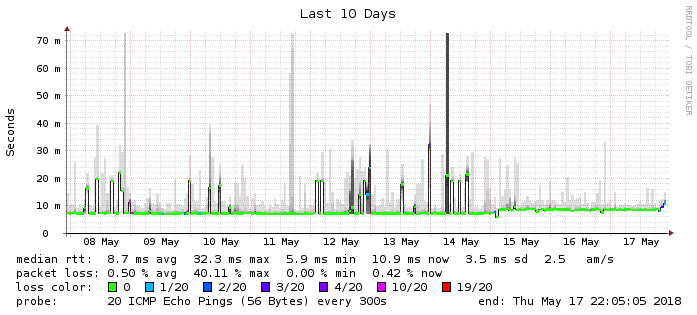 Last 10 Days
RRDTOOL / TOBI OETIKER
Seconds
70 m
60 m
50 m
40 m
30 m
20 m
10 m
0
08 May 09 May 10 May 11 May 12 May 13 May 14 May 15 May 16 May 17 May
median rtt: 8.7 ms avg 32.3 ms max 5.9 ms min 10.9 ms now 3.5 ms sd 2.5 am/s
packet loss: 0.50 % avg 40.11 % max 0.00 % min 0.42 % now
loss color: 0 1/20 2/20 3/20 4/20 10/20 19/20
probe: 20 ICMP Echo Pings (56 Bytes) every 300s end: Thu May 17 22:05:05 2018